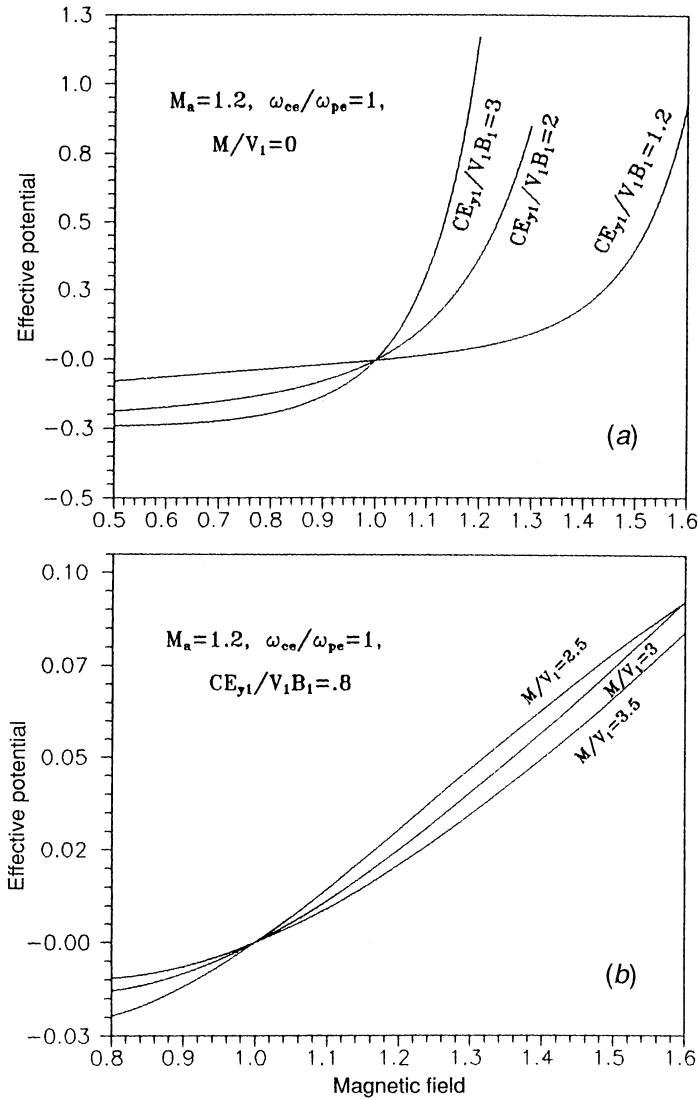 1.3
1.0
0.8
0.5
0.3
−0.0
−0.3
−0.5
Effective potential
Mₐ=1.2, ω_ce/ω_pe=1,
M/V₁=0
CE_y1/V₁B₁=3
CE_y1/V₁B₁=2
CE_y1/V₁B₁=1.2
(a)
0.5 0.6 0.7 0.8 0.9 1.0 1.1 1.2 1.3 1.4 1.5 1.6
0.10
0.07
0.05
0.02
−0.00
−0.03
Effective potential
Mₐ=1.2, ω_ce/ω_pe=1,
CE_y1/V₁B₁=.8
M/V₁=2.5
M/V₁=3
M/V₁=3.5
(b)
0.8 0.9 1.0 1.1 1.2 1.3 1.4 1.5 1.6
Magnetic field